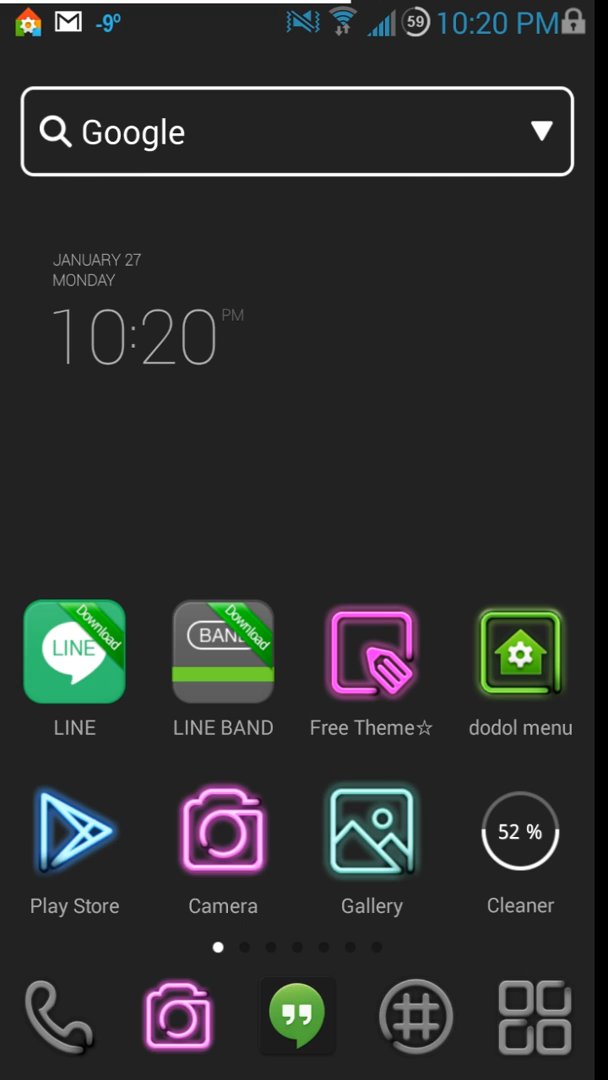 -9º 59 10:20 PM
Google
JANUARY 27
MONDAY
10:20 PM
Download Download
LINE BAND
LINE LINE BAND Free Theme☆ dodol menu
52 %
Play Store Camera Gallery Cleaner